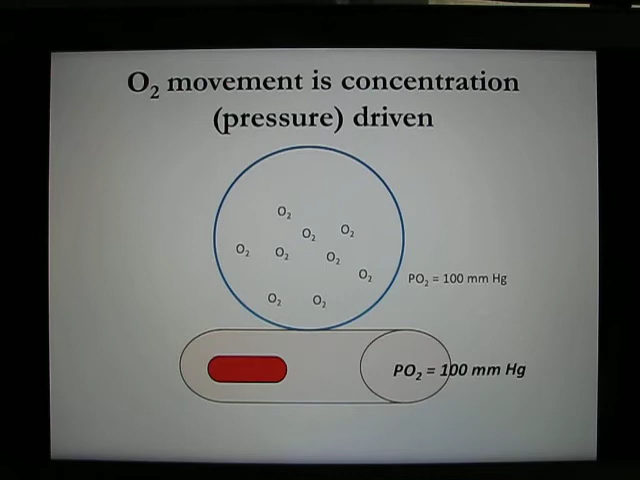 O₂ movement is concentration
(pressure) driven
O₂
O₂
O₂
O₂
O₂
O₂
O₂
O₂
O₂
PO₂ = 100 mm Hg
PO₂ = 100 mm Hg